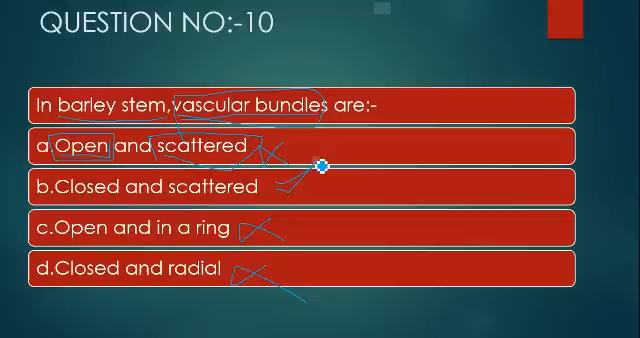 QUESTION NO:-10
In barley stem,vascular bundles are:-
a.Open and scattered
b.Closed and scattered
c.Open and in a ring
d.Closed and radial